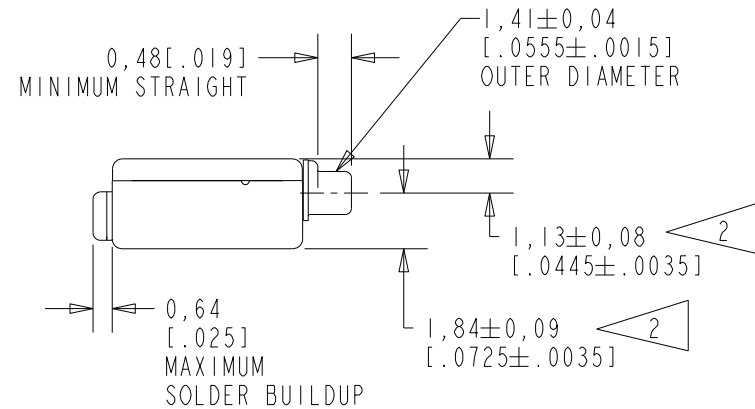 0,48[.019]
MINIMUM STRAIGHT
1,41±0,04
[.0555±.0015]
OUTER DIAMETER
1,13±0,08
[.0445±.0035]
2
1,84±0,09
[.0725±.0035]
2
0,64
[.025]
MAXIMUM
SOLDER BUILDUP